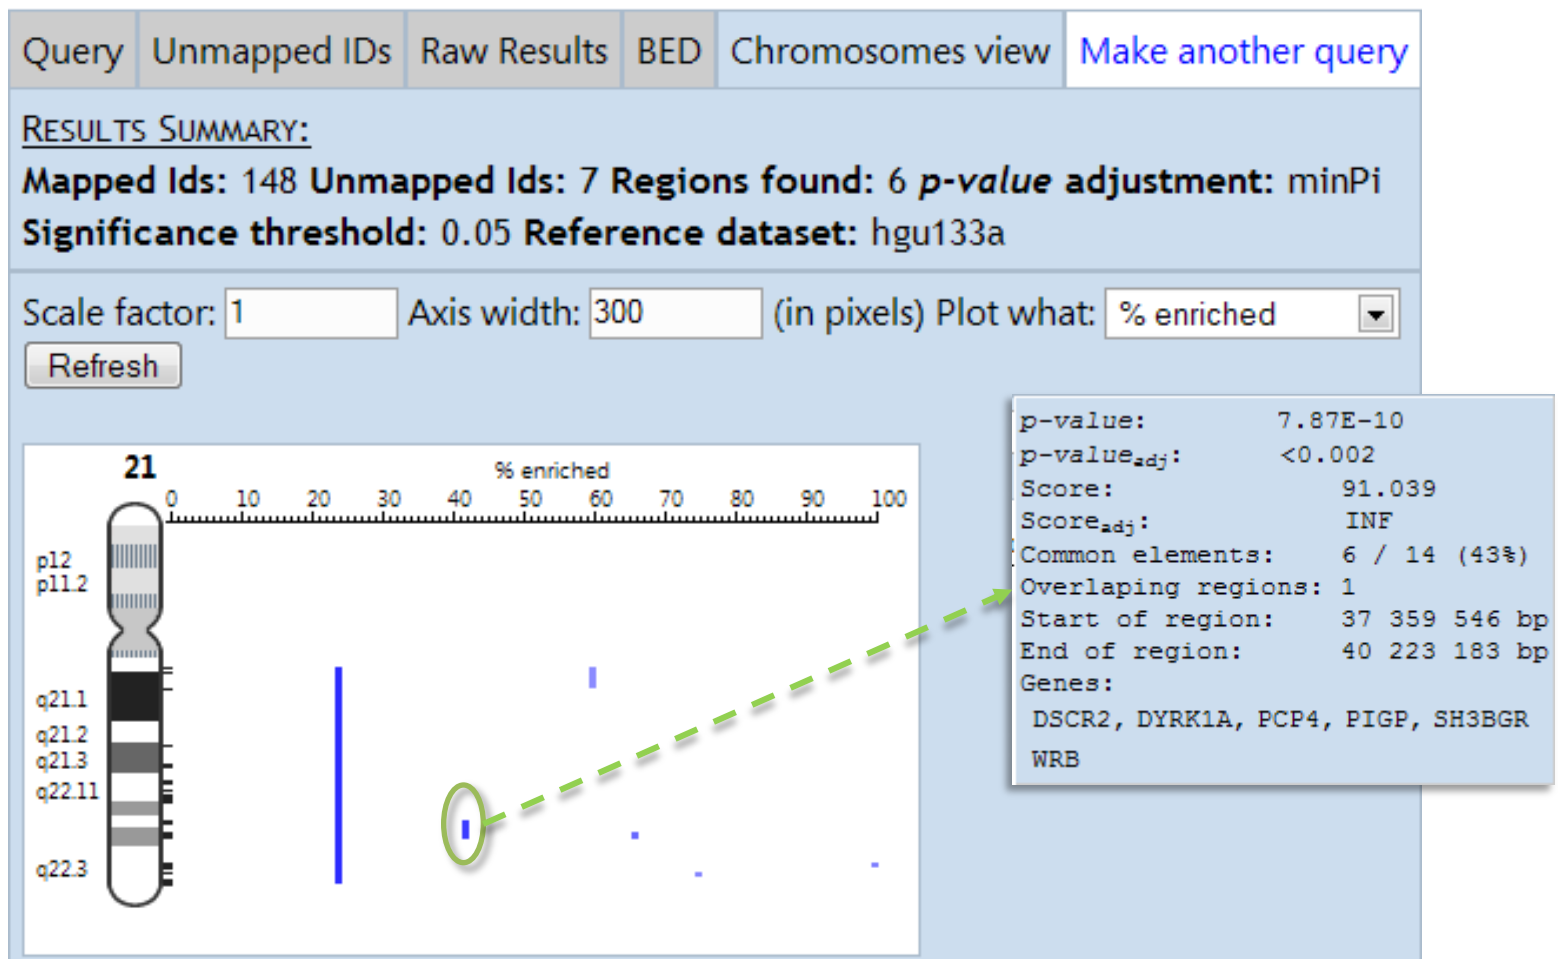 Query Unmapped IDs Raw Results BED Chromosomes view Make another query
RESULTS SUMMARY:
Mapped Ids: 148 Unmapped Ids: 7 Regions found: 6 p-value adjustment: minPi
Significance threshold: 0.05 Reference dataset: hgu133a
Scale factor: 1 Axis width: 300 (in pixels) Plot what: % enriched
Refresh
21
% enriched
0 10 20 30 40 50 60 70 80 90 100
p12
p11.2
q21.1
q21.2
q21.3
q22.11
q22.3
p-value: 7.87E-10
p-value adj: <0.002
Score: 91.039
Score adj: INF
Common elements: 6 / 14 (43%)
Overlaping regions: 1
Start of region: 37 359 546 bp
End of region: 40 223 183 bp
Genes:
DSCR2, DYRK1A, PCP4, PIGP, SH3BGR
WRB